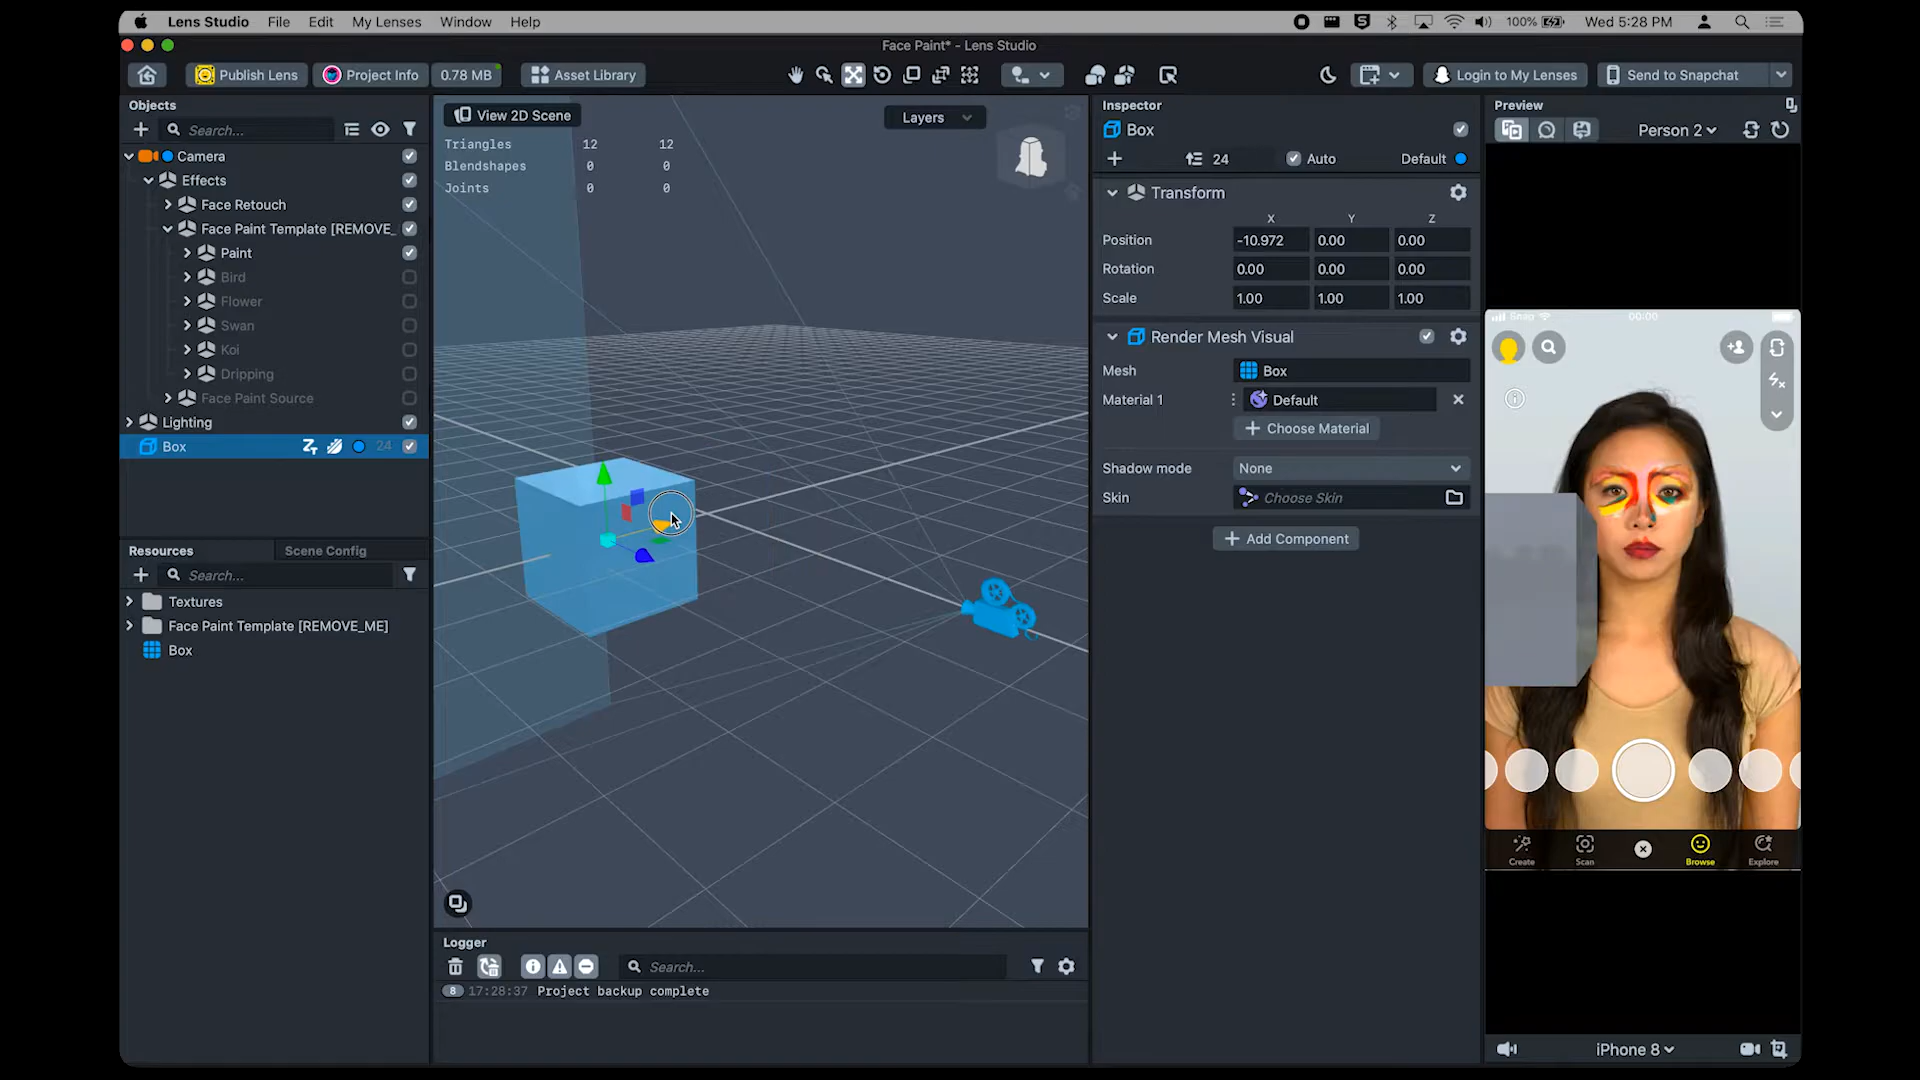 Lens Studio File Edit My Lenses Window Help 100% Wed 5:28 PM
Face Paint* - Lens Studio
Publish Lens Project Info 0.78 MB Asset Library Login to My Lenses Send to Snapchat
Objects
Search...
Camera
Effects
Face Retouch
Face Paint Template [REMOVE_
Paint
Bird
Flower
Swan
Koi
Dripping
Face Paint Source
Lighting
Box 24
Resources Scene Config
Search...
Textures
Face Paint Template [REMOVE_ME]
Box
View 2D Scene Layers
Triangles 12 12
Blendshapes 0 0
Joints 0 0
Logger
Search...
8 17:28:37 Project backup complete
Inspector
Box
24 Auto Default
Transform
X Y Z
Position -10.972 0.00 0.00
Rotation 0.00 0.00 0.00
Scale 1.00 1.00 1.00
Render Mesh Visual
Mesh Box
Material 1 Default
Choose Material
Shadow mode None
Skin Choose Skin
Add Component
Preview
Person 2
Snap 00:00
Create Scan Browse Explore
iPhone 8